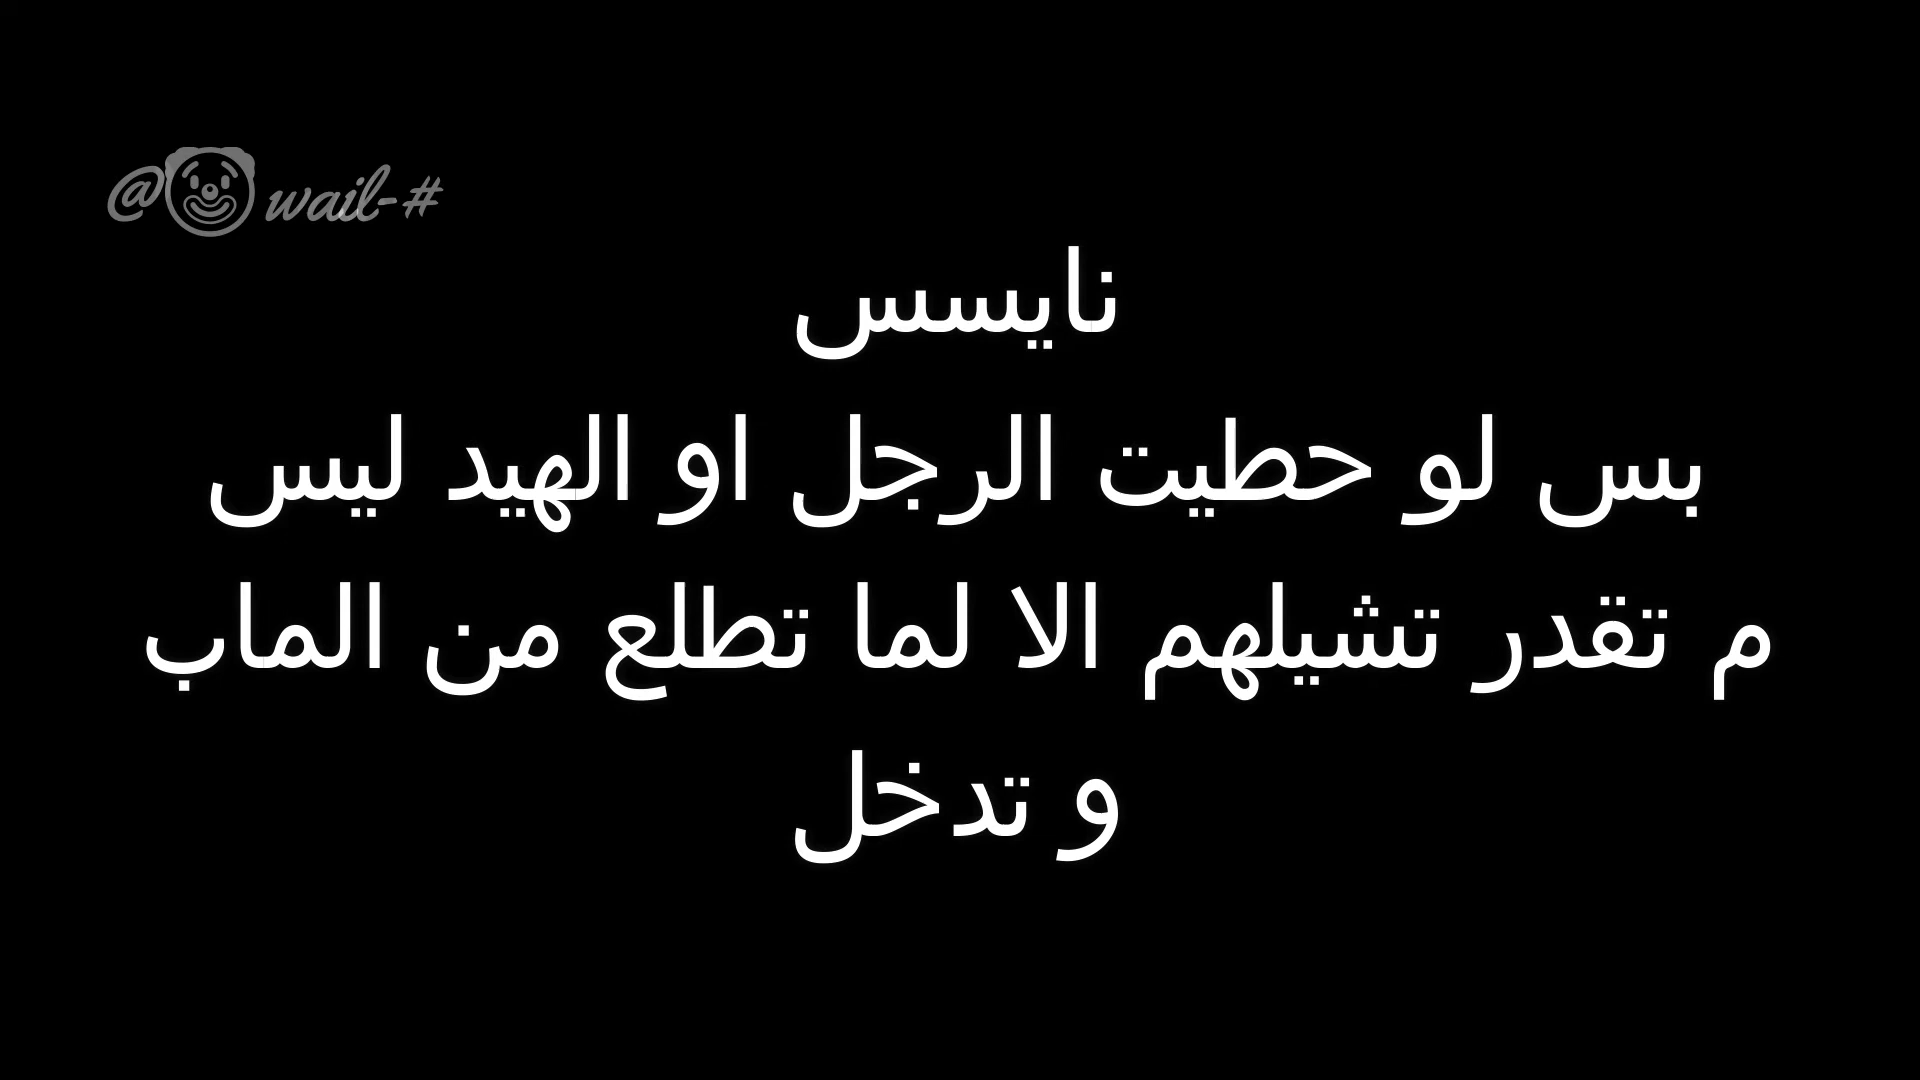 @🤡wail-#
نايسس
بس لو حطيت الرجل او الهيد ليس
م تقدر تشيلهم الا لما تطلع من الماب
و تدخل